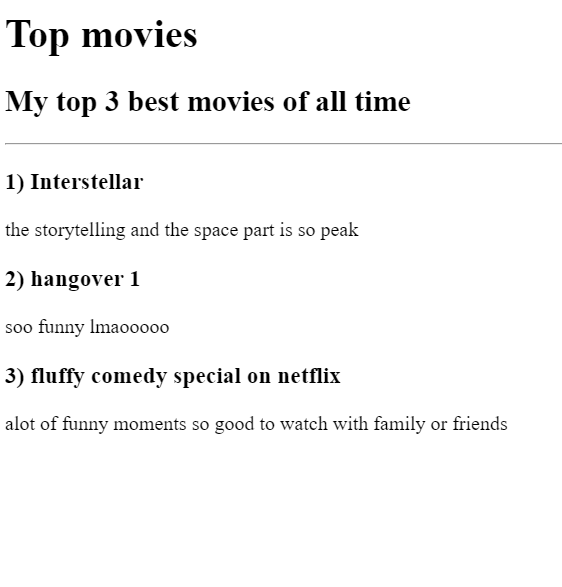 Top movies
My top 3 best movies of all time
1) Interstellar
the storytelling and the space part is so peak
2) hangover 1
soo funny lmaooooo
3) fluffy comedy special on netflix
alot of funny moments so good to watch with family or friends